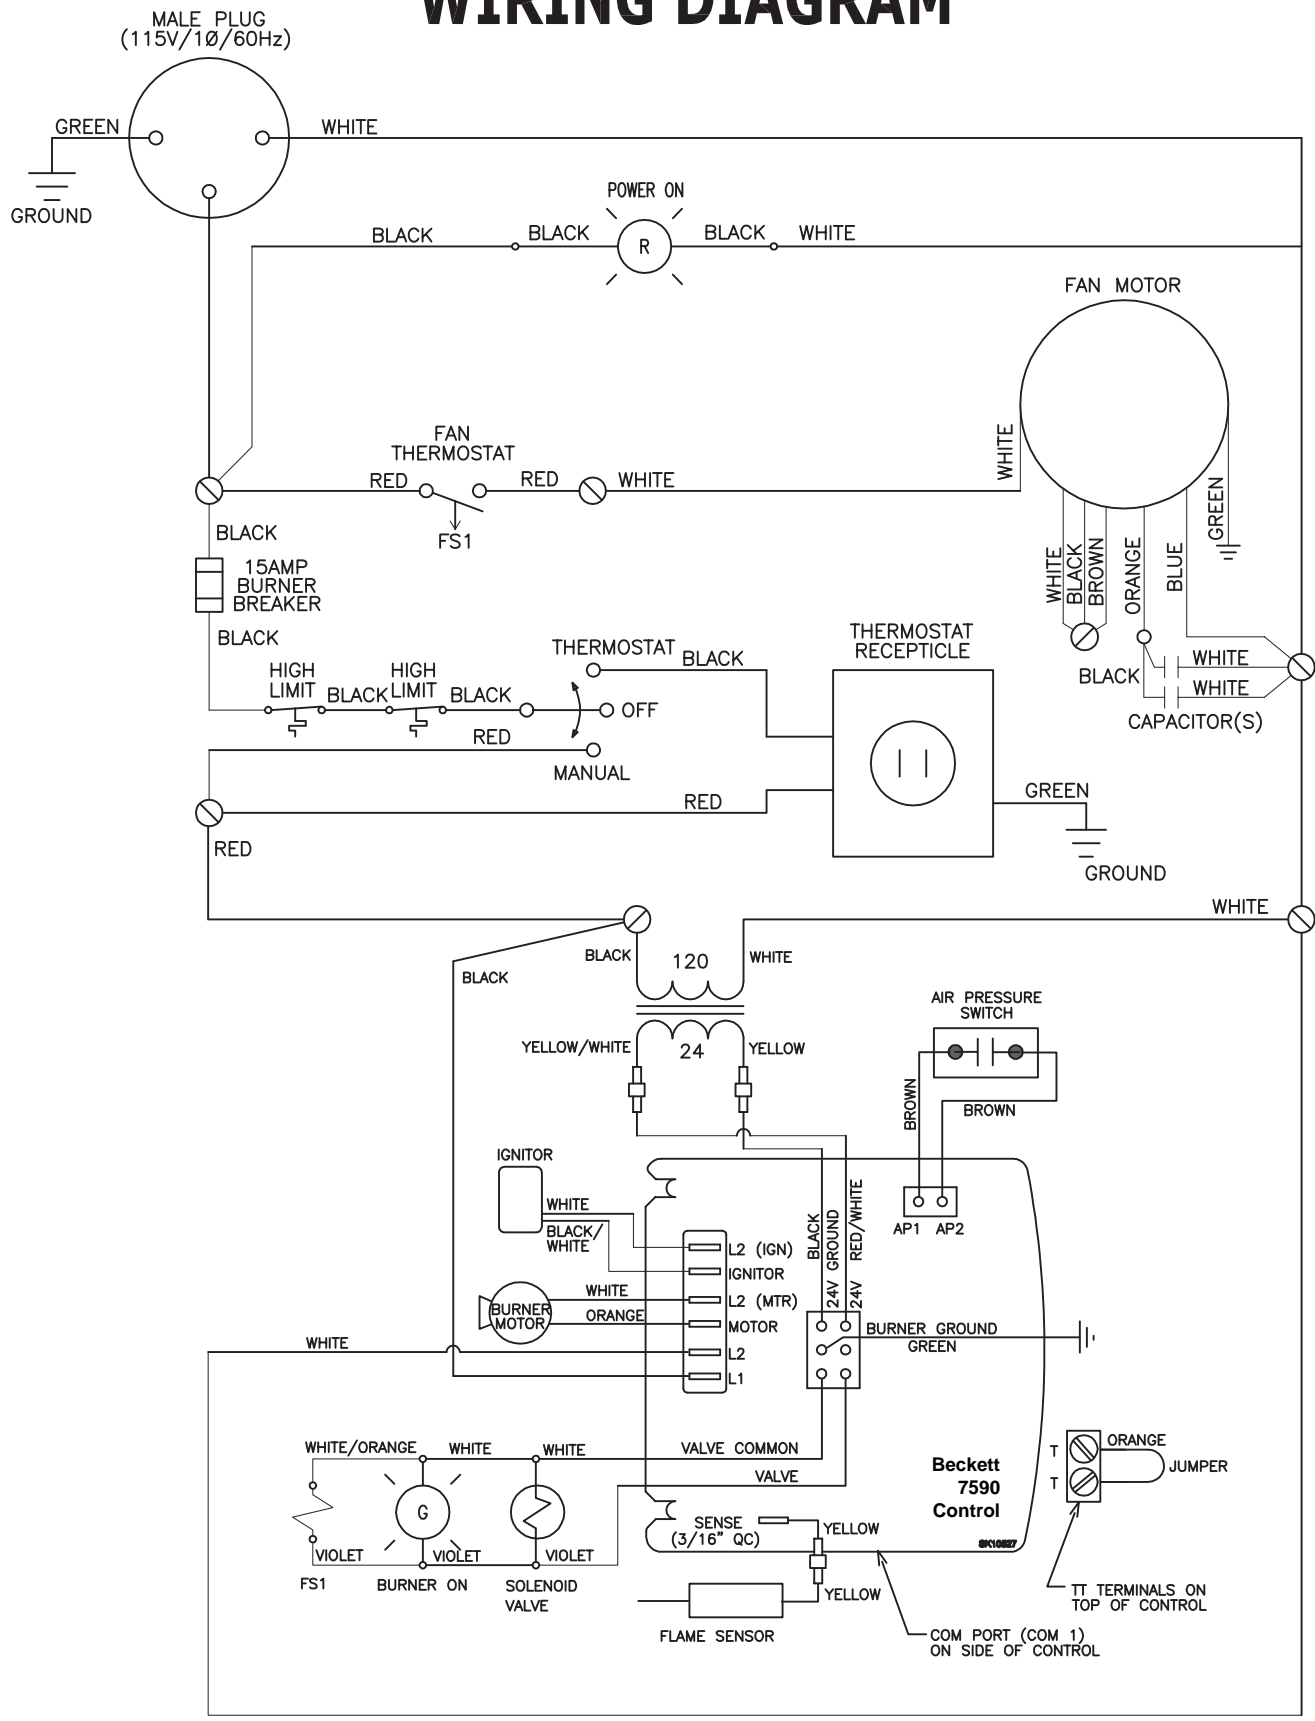 WIRING DIAGRAM
MALE PLUG
(115V/1Ø/60Hz)
GREEN
WHITE
GROUND
POWER ON
BLACK
BLACK
R
BLACK
WHITE
FAN MOTOR
FAN
THERMOSTAT
RED
RED
WHITE
FS1
WHITE
GREEN
WHITE
BLACK
BROWN
ORANGE
BLUE
BLACK
15AMP
BURNER
BREAKER
BLACK
HIGH
LIMIT
BLACK
HIGH
LIMIT
BLACK
THERMOSTAT
BLACK
OFF
RED
MANUAL
THERMOSTAT
RECEPTICLE
BLACK
WHITE
WHITE
CAPACITOR(S)
RED
GREEN
GROUND
RED
WHITE
BLACK
BLACK
120
WHITE
YELLOW/WHITE
24
YELLOW
AIR PRESSURE
SWITCH
BROWN
BROWN
AP1 AP2
IGNITOR
WHITE
BLACK/
WHITE
BLACK
24V GROUND
RED/WHITE
24V
L2 (IGN)
IGNITOR
WHITE
L2 (MTR)
BURNER
MOTOR
ORANGE
MOTOR
WHITE
L2
L1
BURNER GROUND
GREEN
WHITE/ORANGE
WHITE
WHITE
VALVE COMMON
VALVE
G
VIOLET
VIOLET
VIOLET
FS1
BURNER ON
SOLENOID
VALVE
Beckett
7590
Control
SENSE
(3/16" QC)
YELLOW
SK10527
YELLOW
FLAME SENSOR
T
ORANGE
JUMPER
T
TT TERMINALS ON
TOP OF CONTROL
COM PORT (COM 1)
ON SIDE OF CONTROL